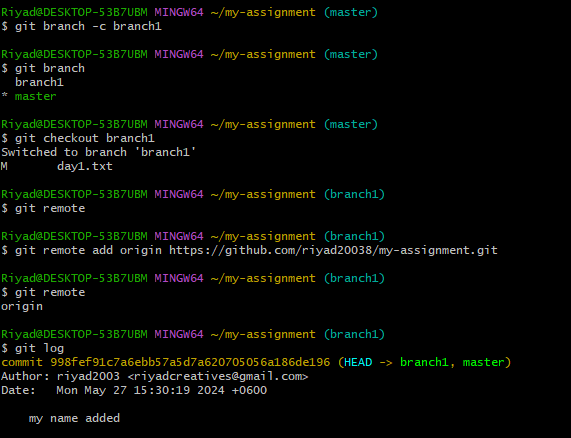 Riyad@DESKTOP-53B7UBM MINGW64 ~/my-assignment (master)
$ git branch -c branch1
Riyad@DESKTOP-53B7UBM MINGW64 ~/my-assignment (master)
$ git branch
  branch1
* master
Riyad@DESKTOP-53B7UBM MINGW64 ~/my-assignment (master)
$ git checkout branch1
Switched to branch 'branch1'
M       day1.txt
Riyad@DESKTOP-53B7UBM MINGW64 ~/my-assignment (branch1)
$ git remote
Riyad@DESKTOP-53B7UBM MINGW64 ~/my-assignment (branch1)
$ git remote add origin https://github.com/riyad20038/my-assignment.git
Riyad@DESKTOP-53B7UBM MINGW64 ~/my-assignment (branch1)
$ git remote
origin
Riyad@DESKTOP-53B7UBM MINGW64 ~/my-assignment (branch1)
$ git log
commit 998fef91c7a6ebb57a5d7a620705056a186de196 (HEAD -> branch1, master)
Author: riyad2003 <riyadcreatives@gmail.com>
Date:   Mon May 27 15:30:19 2024 +0600
    my name added